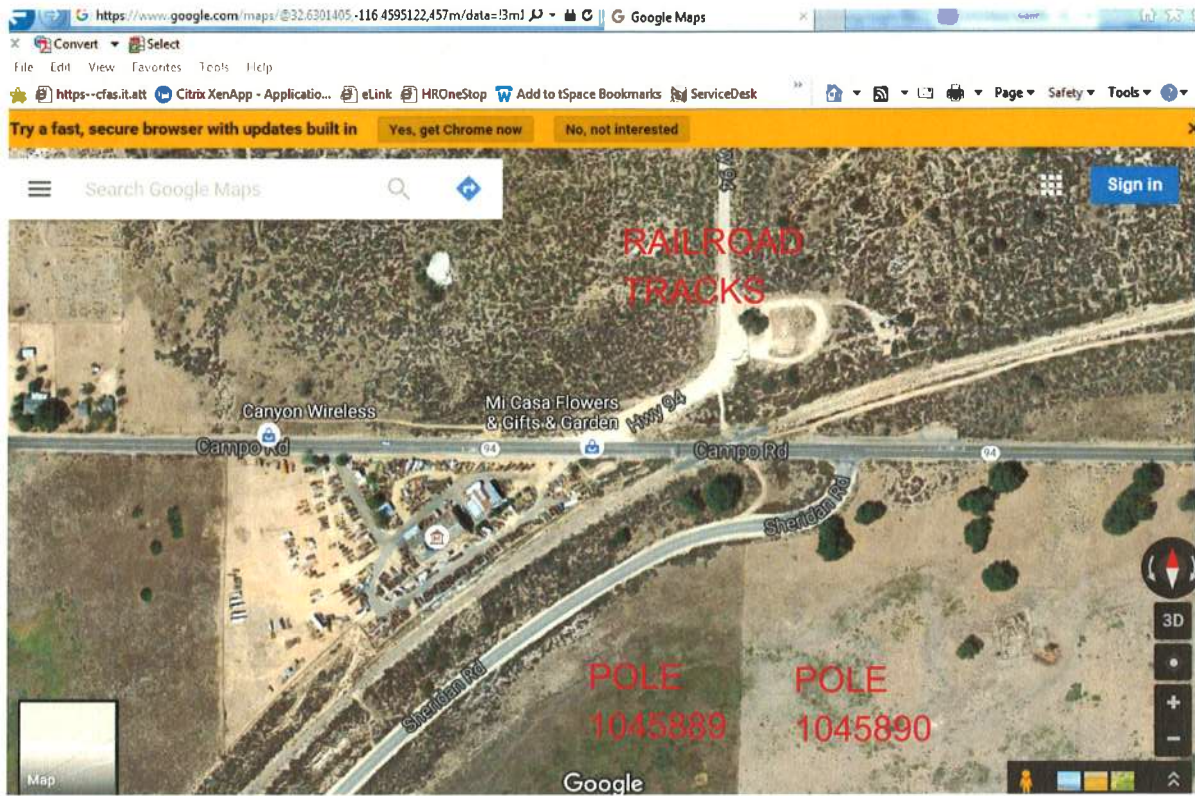 https://www.google.com/maps/@32.6301405,-116.4595122,457m/data=!3m1
Google Maps
Convert
Select
File Edit View Favorites Tools Help
https--cfas.it.att Citrix XenApp - Applicatio... eLink HROneStop Add to tSpace Bookmarks ServiceDesk
Page Safety Tools
Try a fast, secure browser with updates built in Yes, get Chrome now No, not interested
Search Google Maps
Sign in
RAILROAD
TRACKS
Canyon Wireless
Mi Casa Flowers
& Gifts & Garden
Hwy 94
Campo Rd
94
Campo Rd
94
Sheridan Rd
Sheridan Rd
POLE
1045889
POLE
1045890
3D
Map
Google